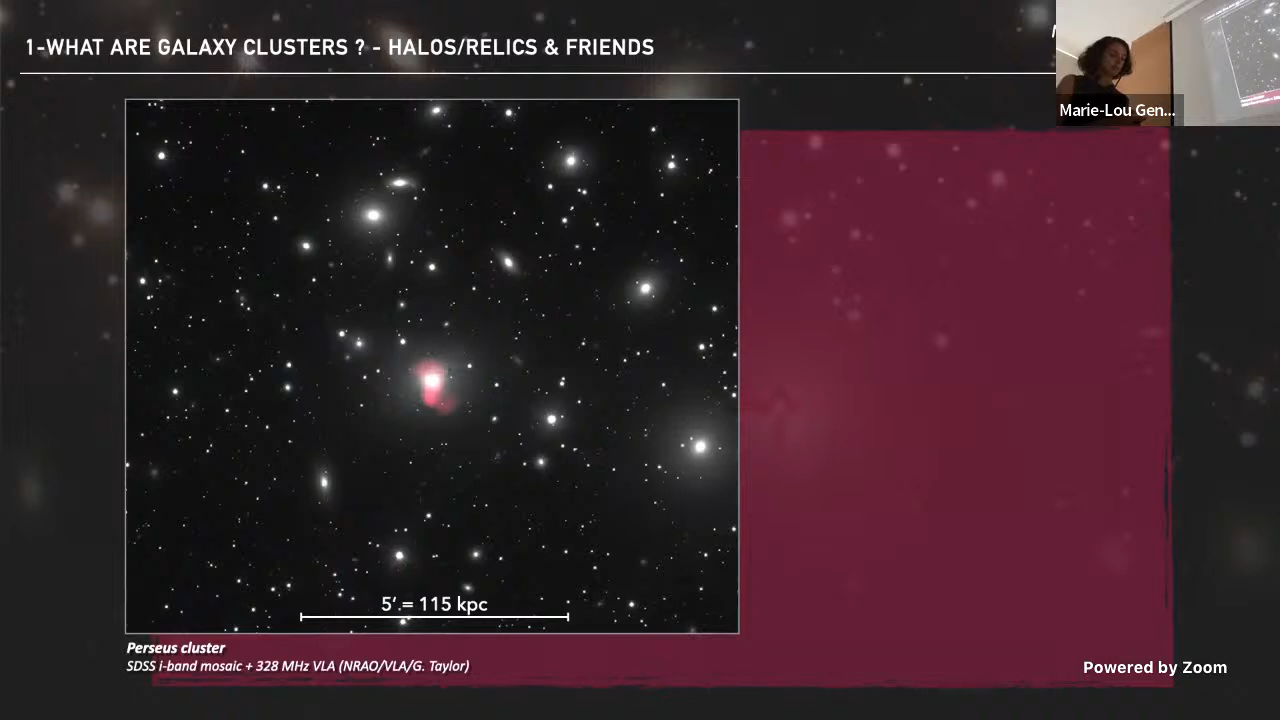 1-WHAT ARE GALAXY CLUSTERS ? - HALOS/RELICS & FRIENDS
Marie-Lou Gen...
5‘.= 115 kpc
Perseus cluster
SDSS i-band mosaic + 328 MHz VLA (NRAO/VLA/G. Taylor)
Powered by Zoom